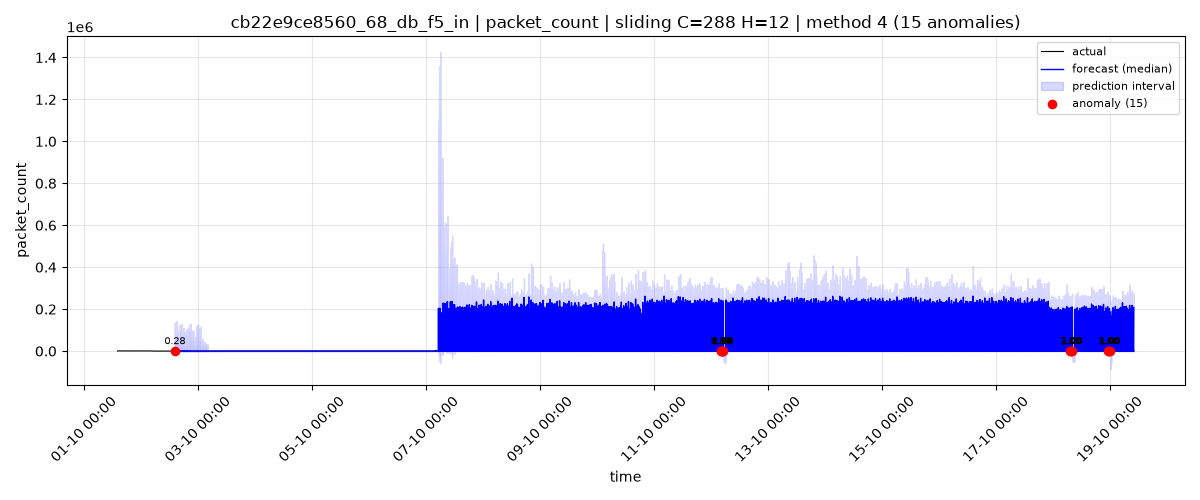 cb22e9ce8560_68_db_f5_in | packet_count | sliding C=288 H=12 | method 4 (15 anomalies)
1e6
actual
forecast (median)
prediction interval
anomaly (15)
1.4
1.2
1.0
0.8
0.6
0.4
0.2
0.0
packet_count
0.28
1.00
1.00
01-10 00:00
03-10 00:00
05-10 00:00
07-10 00:00
09-10 00:00
11-10 00:00
13-10 00:00
15-10 00:00
17-10 00:00
19-10 00:00
time